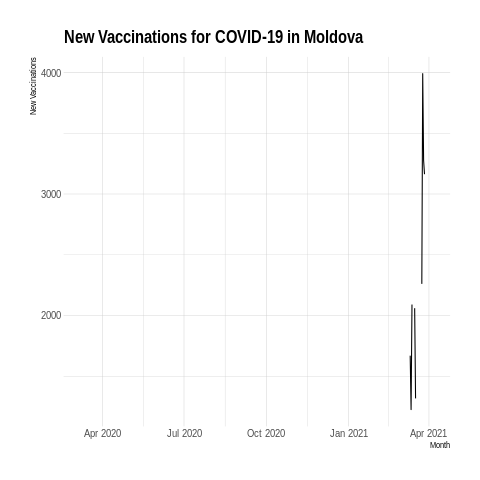 New Vaccinations for COVID-19 in Moldova
New Vaccinations
4000
3000
2000
Apr 2020 Jul 2020 Oct 2020 Jan 2021 Apr 2021
Month